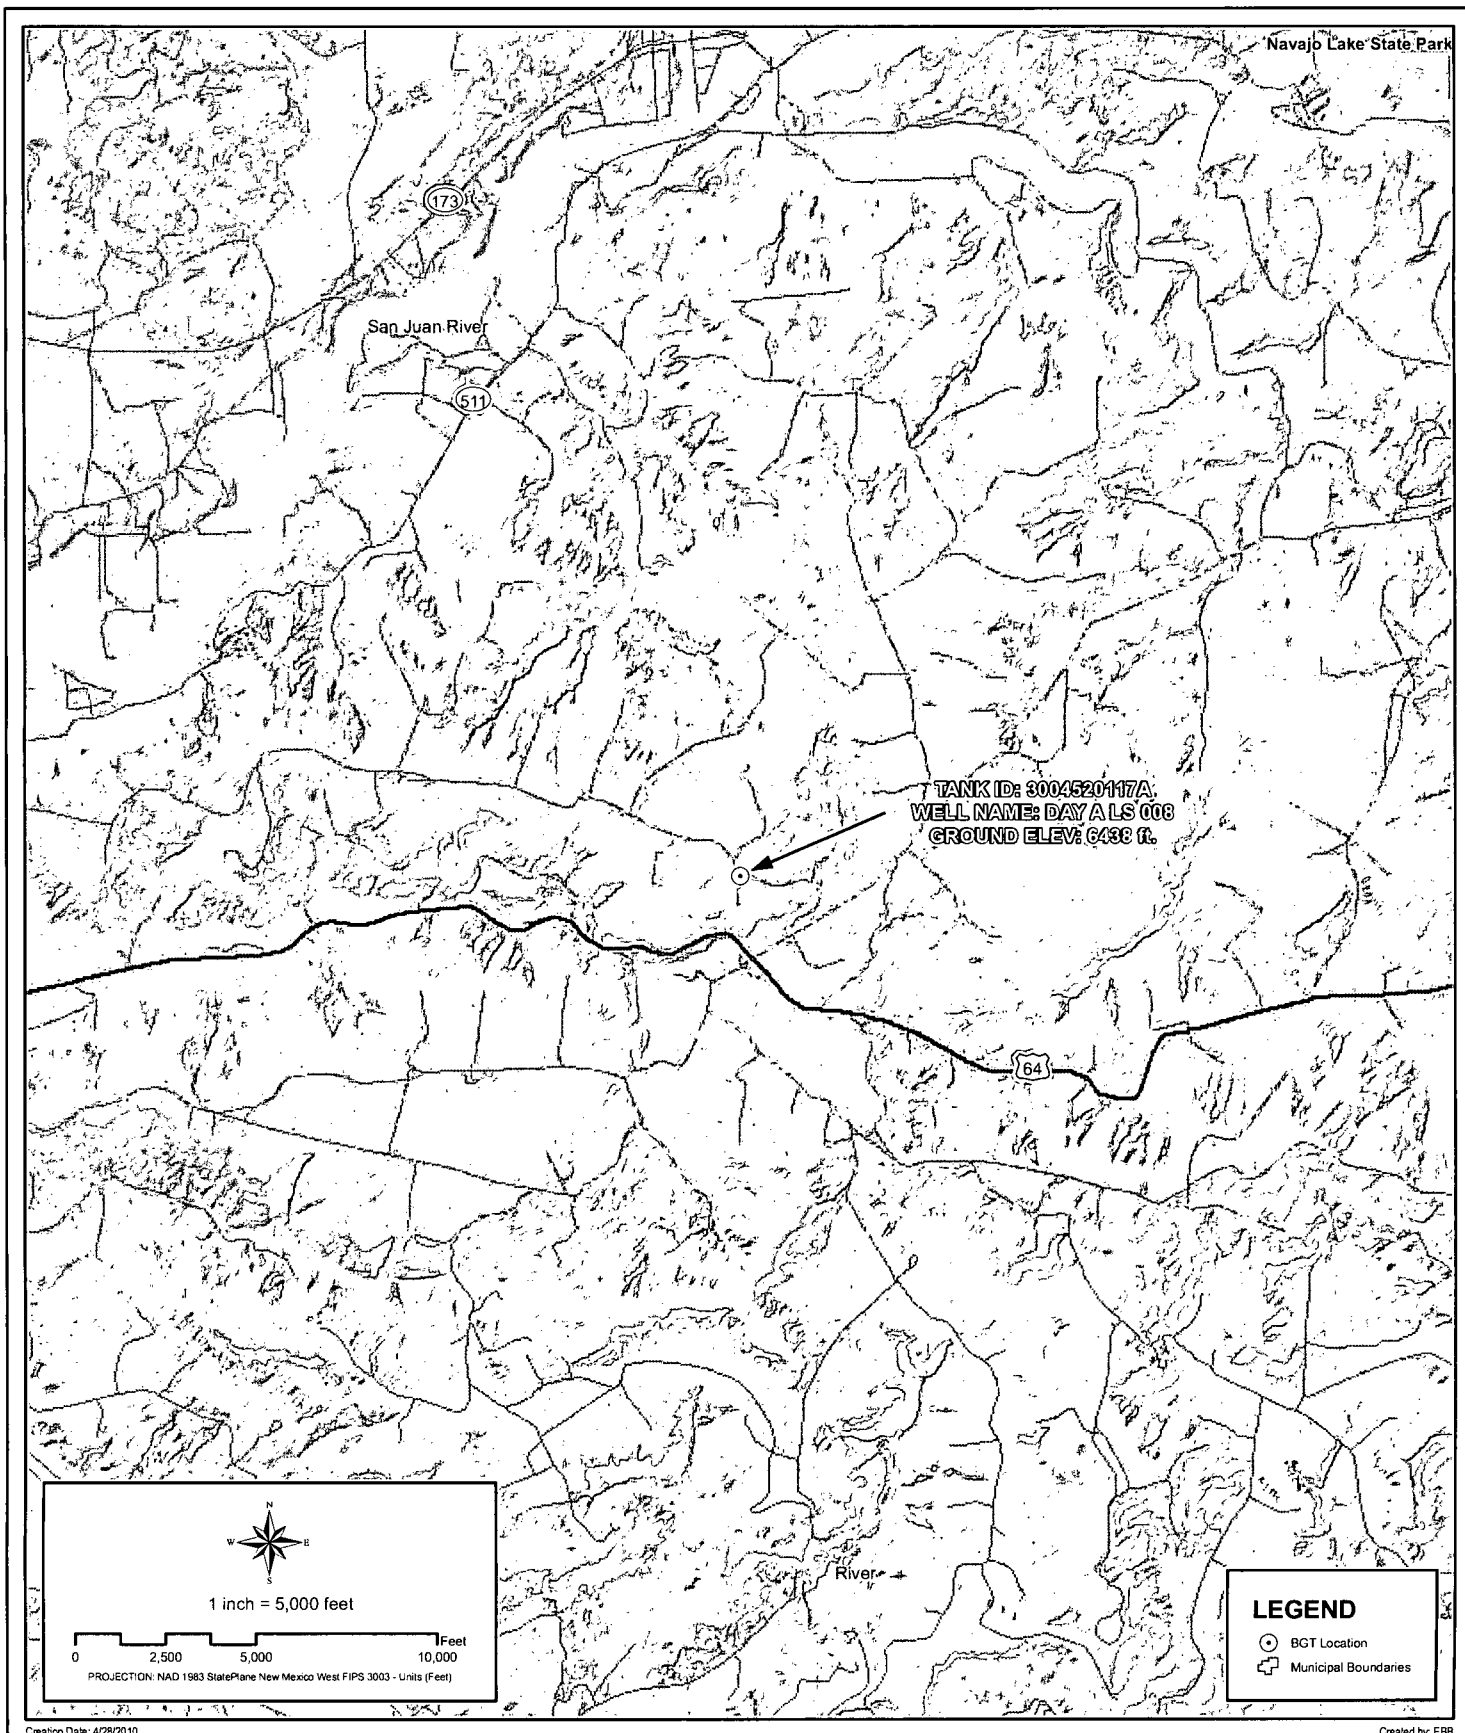 Navajo Lake State Park
173
San Juan River
511
TANK ID: 3004520117A
WELL NAME: DAY A LS 008
GROUND ELEV: 6438 ft.
64
River
N
W E
S
1 inch = 5,000 feet
Feet
0 2,500 5,000 10,000
PROJECTION: NAD 1983 StatePlane New Mexico West FIPS 3003 - Units (Feet)
LEGEND
BGT Location
Municipal Boundaries
Creation Date: 4/28/2010
Created by: EBR